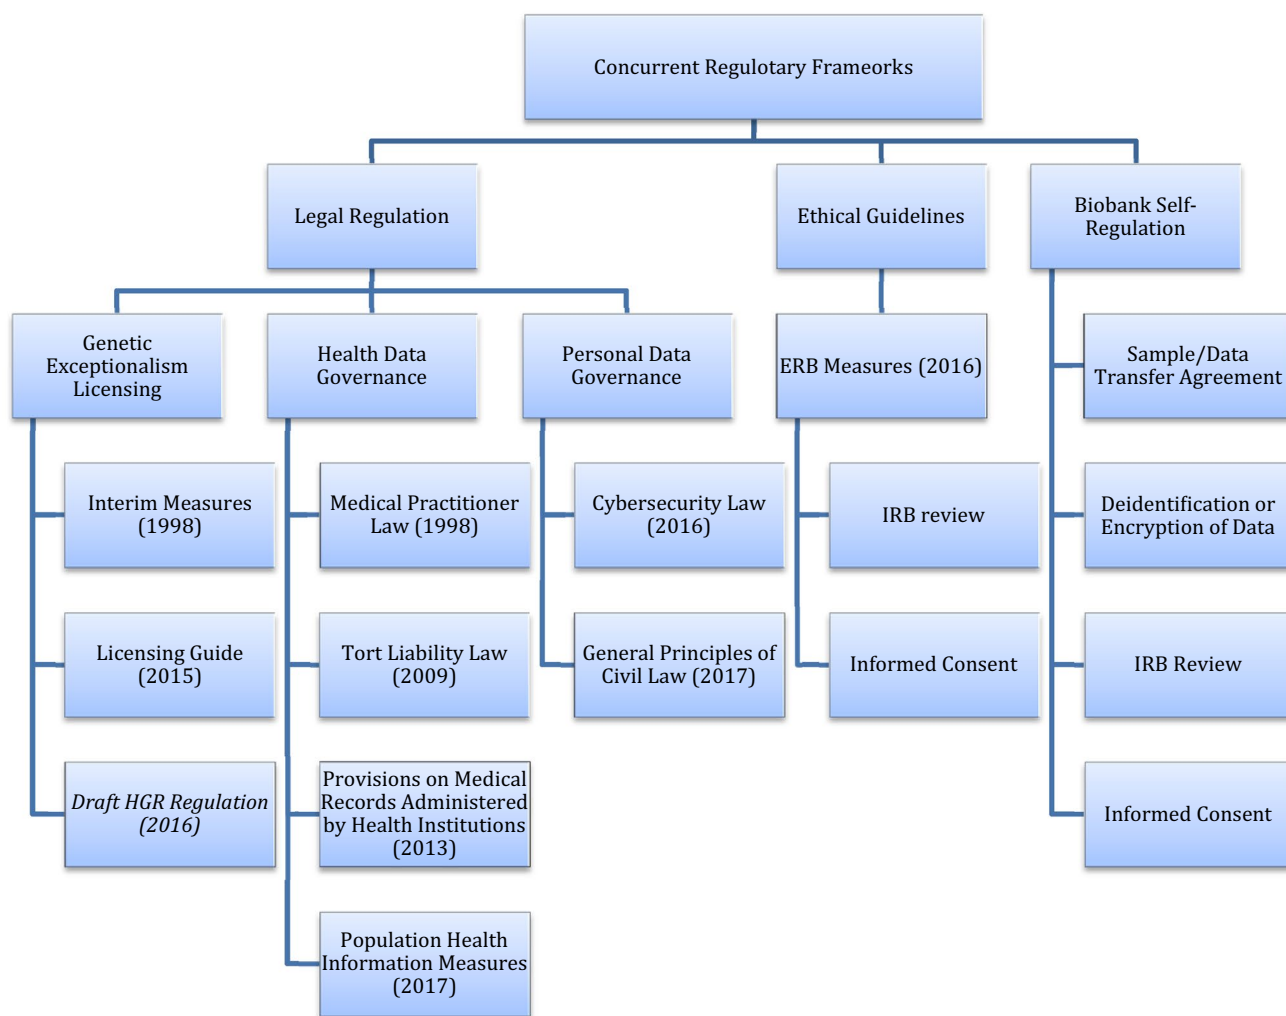 Concurrent Regulotary Frameorks
Legal Regulation
Ethical Guidelines
Biobank Self-
Regulation
Genetic
Exceptionalism
Licensing
Health Data
Governance
Personal Data
Governance
ERB Measures (2016)
Sample/Data
Transfer Agreement
Interim Measures
(1998)
Medical Practitioner
Law (1998)
Cybersecurity Law
(2016)
IRB review
Deidentification or
Encryption of Data
Licensing Guide
(2015)
Tort Liability Law
(2009)
General Principles of
Civil Law (2017)
Informed Consent
IRB Review
Draft HGR Regulation
(2016)
Provisions on Medical
Records Administered
by Health Institutions
(2013)
Informed Consent
Population Health
Information Measures
(2017)